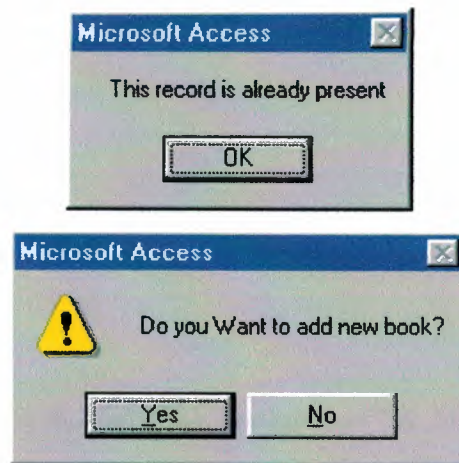 Microsoft Access
This record is already present
OK
Microsoft Access
Do you Want to add new book?
Yes No